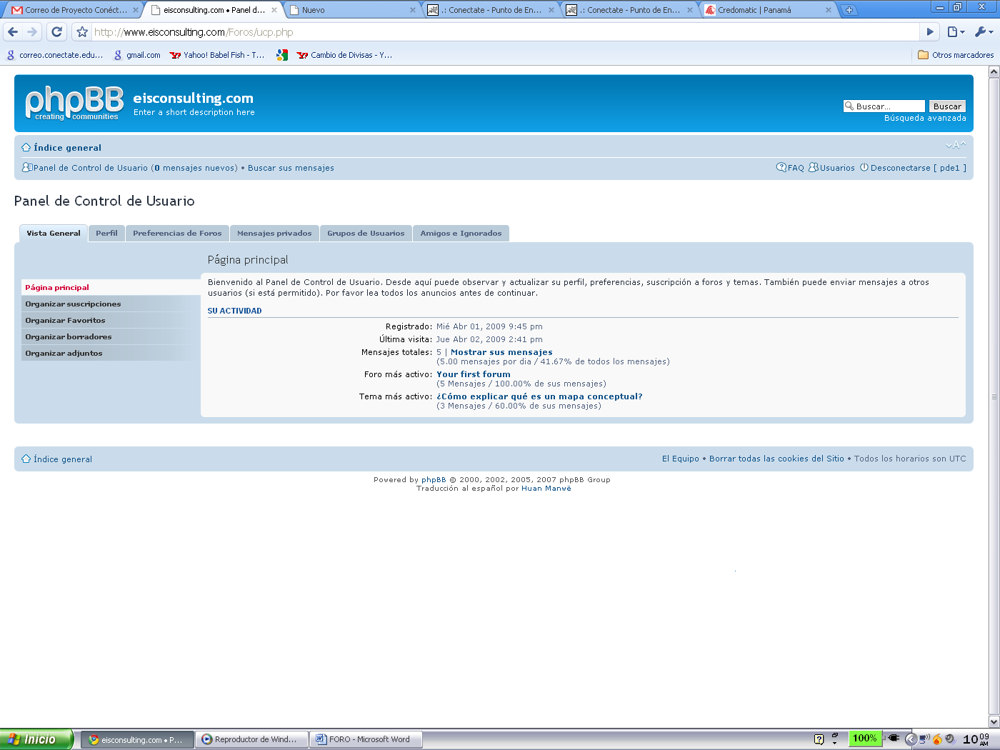 Correo de Proyecto Conéct...
eisconsulting.com • Panel d...
Nuevo
.: Conectate - Punto de En...
.: Conectate - Punto de En...
Credomatic | Panamá
http://www.eisconsulting.com/Foros/ucp.php
correo.conectate.edu...
gmail.com
Yahoo! Babel Fish - T...
Cambio de Divisas - Y...
Otros marcadores
phpBB
creating communities
eisconsulting.com
Enter a short description here
Buscar...
Buscar
Búsqueda avanzada
Índice general
A
Panel de Control de Usuario (0 mensajes nuevos) • Buscar sus mensajes
FAQ
Usuarios
Desconectarse [ pde1 ]
Panel de Control de Usuario
Vista General
Perfil
Preferencias de Foros
Mensajes privados
Grupos de Usuarios
Amigos e Ignorados
Página principal
Organizar suscripciones
Organizar Favoritos
Organizar borradores
Organizar adjuntos
Página principal
Bienvenido al Panel de Control de Usuario. Desde aquí puede observar y actualizar su perfil, preferencias, suscripción a foros y temas. También puede enviar mensajes a otros
usuarios (si está permitido). Por favor lea todos los anuncios antes de continuar.
SU ACTIVIDAD
Registrado: Mié Abr 01, 2009 9:45 pm
Última visita: Jue Abr 02, 2009 2:41 pm
Mensajes totales: 5 | Mostrar sus mensajes
(5.00 mensajes por día / 41.67% de todos los mensajes)
Foro más activo: Your first forum
(5 Mensajes / 100.00% de sus mensajes)
Tema más activo: ¿Cómo explicar qué es un mapa conceptual?
(3 Mensajes / 60.00% de sus mensajes)
Índice general
El Equipo • Borrar todas las cookies del Sitio • Todos los horarios son UTC
Powered by phpBB © 2000, 2002, 2005, 2007 phpBB Group
Traducción al español por Huan Manwë
Inicio
eisconsulting.com • P...
Reproductor de Wind...
FORO - Microsoft Word
100%
10 09 AM